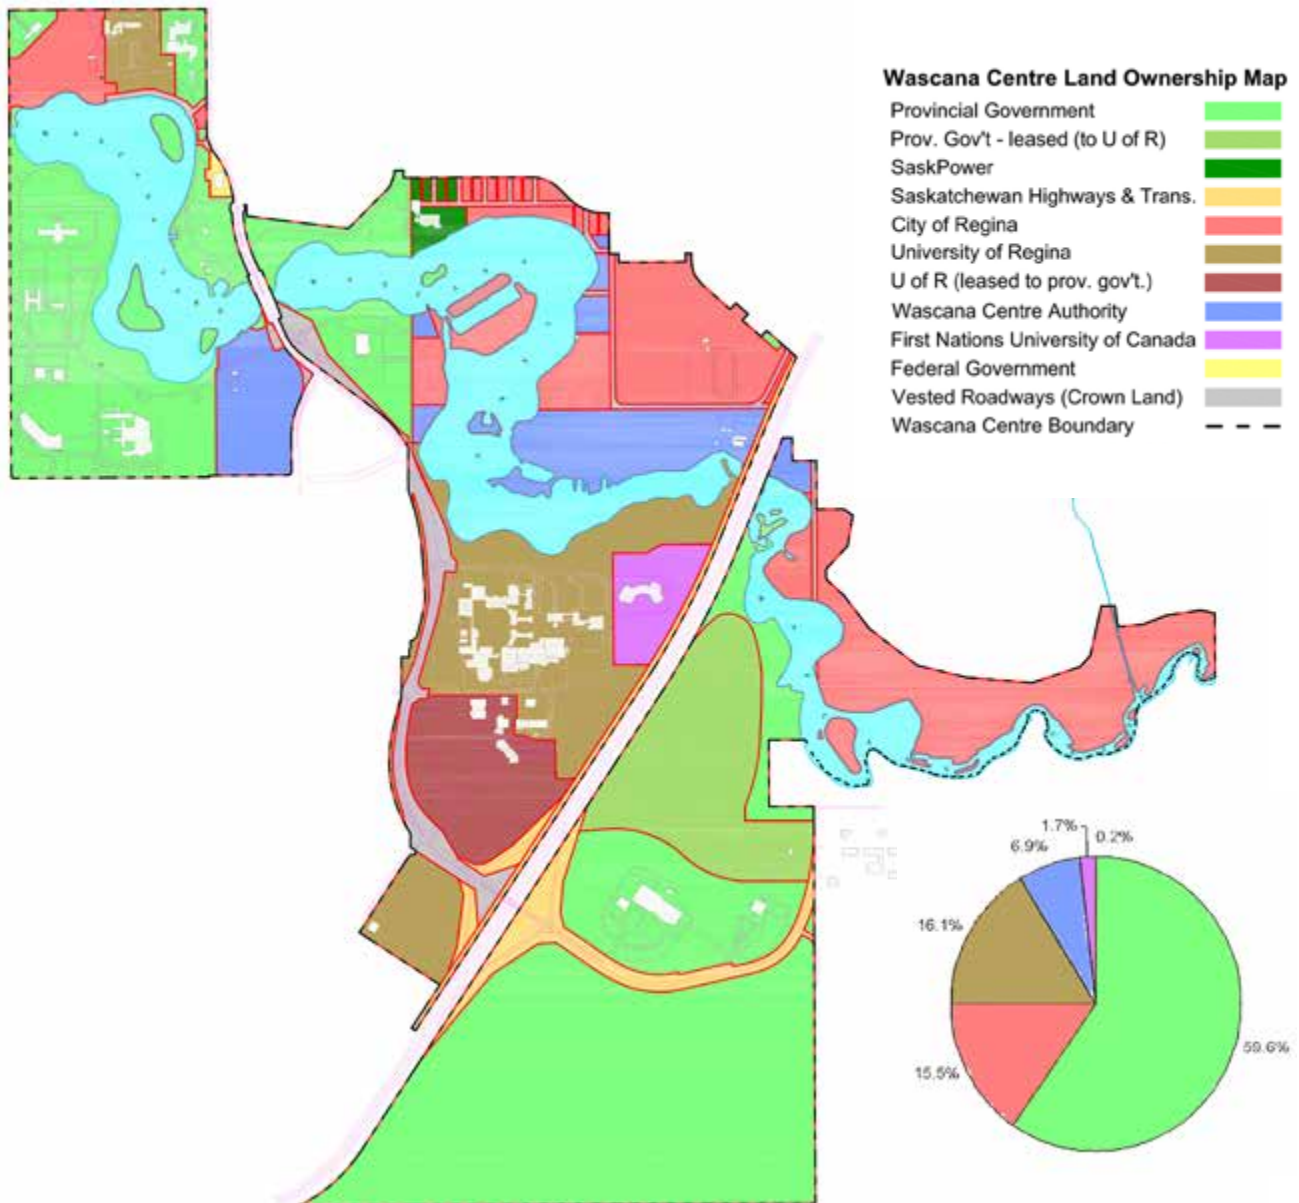 Wascana Centre Land Ownership Map
Provincial Government
Prov. Gov't - leased (to U of R)
SaskPower
Saskatchewan Highways & Trans.
City of Regina
University of Regina
U of R (leased to prov. gov't.)
Wascana Centre Authority
First Nations University of Canada
Federal Government
Vested Roadways (Crown Land)
Wascana Centre Boundary
1.7%
0.2%
6.9%
16.1%
59.6%
15.5%